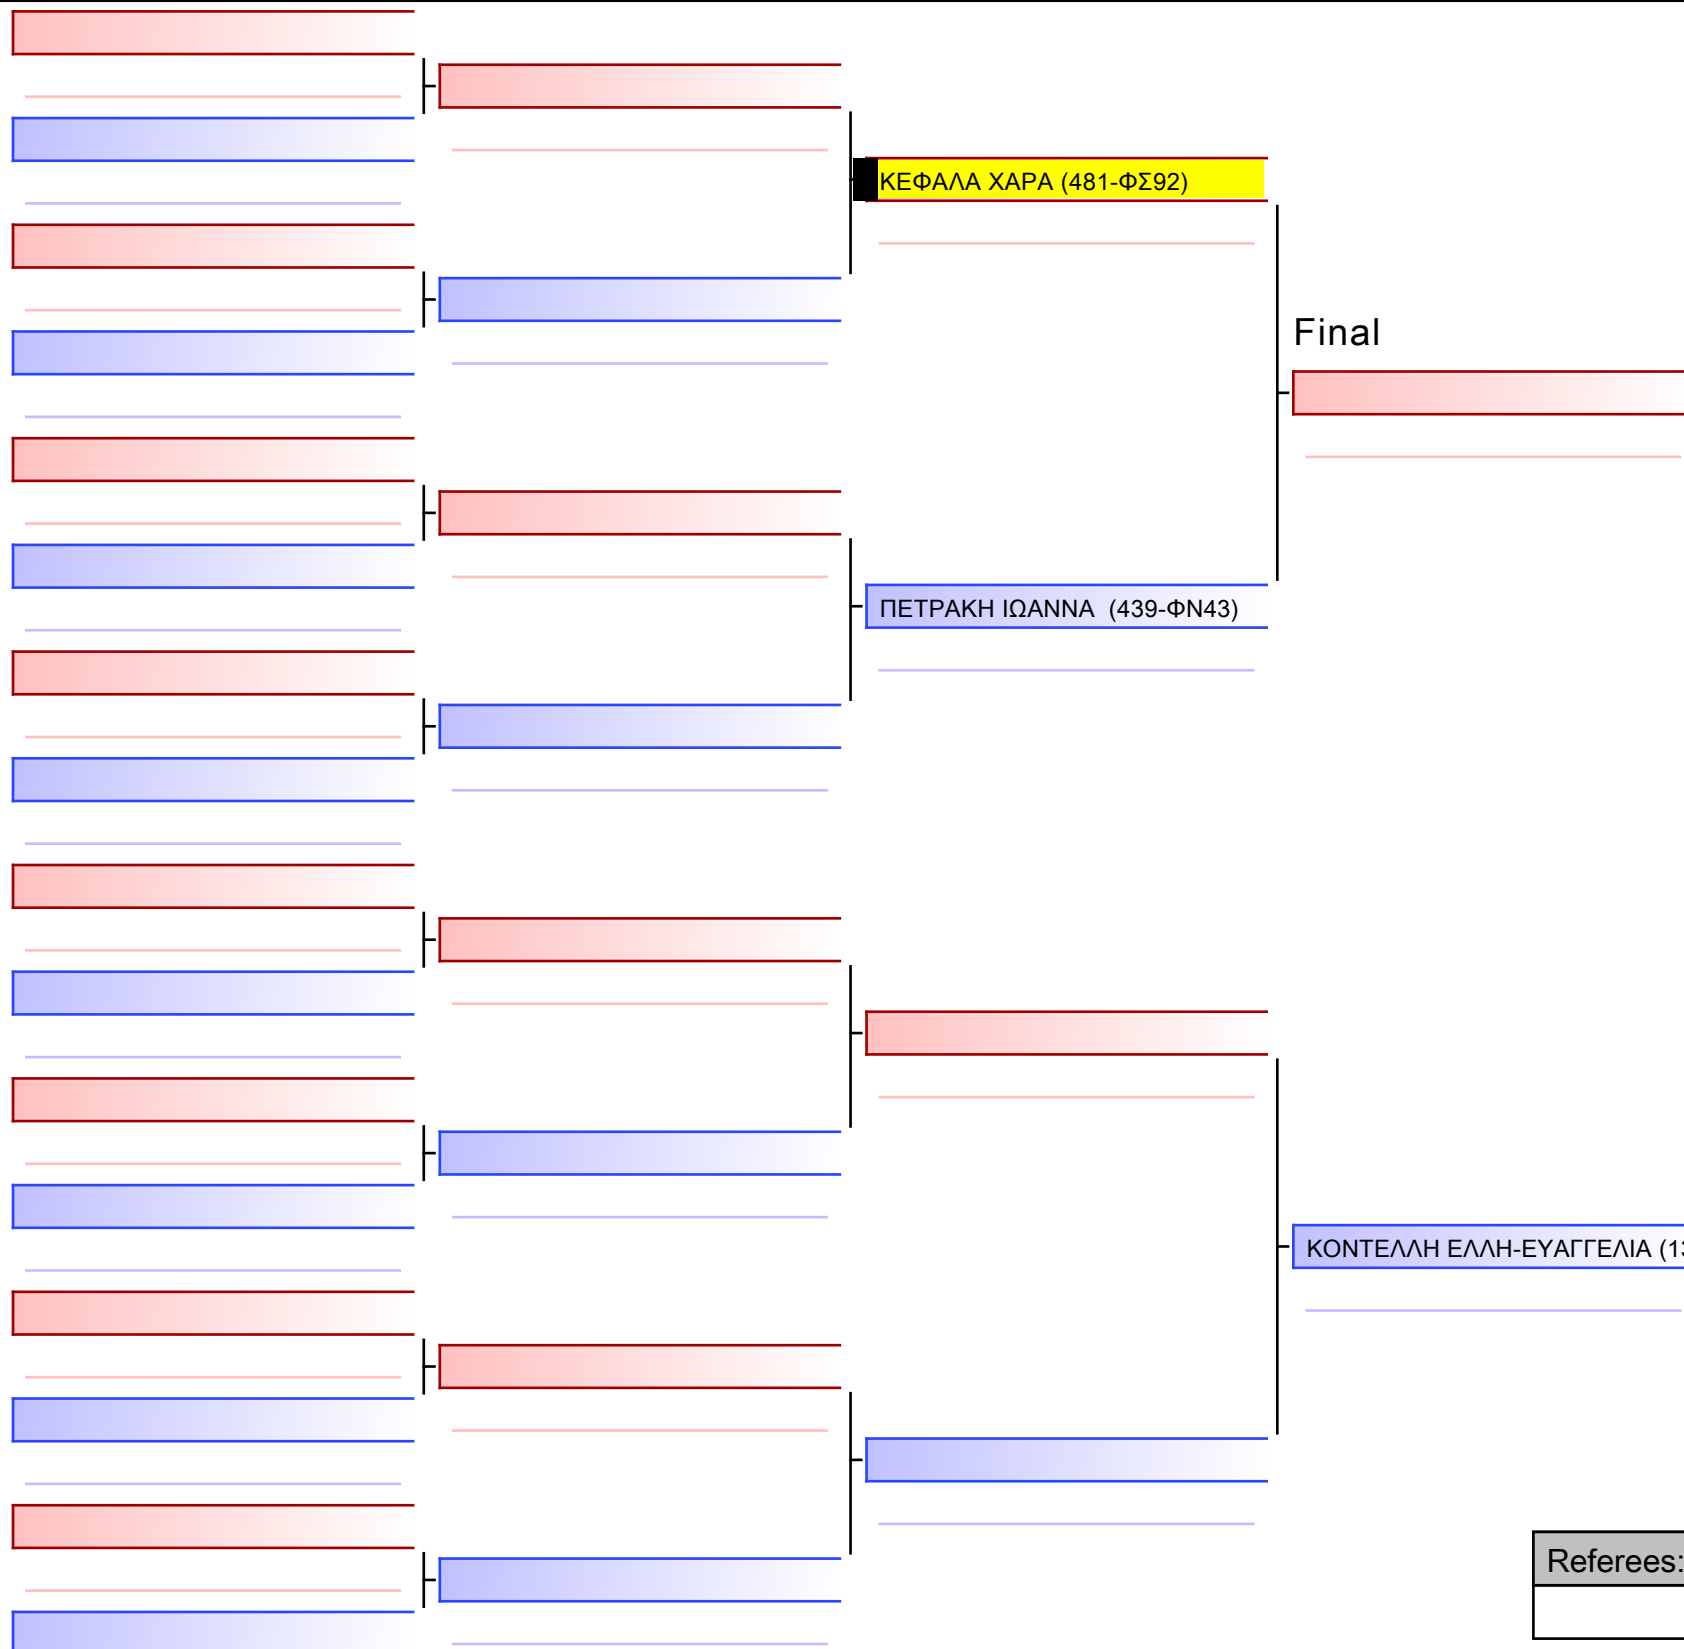 ΚΕΦΑΛΑ ΧΑΡΑ (481-ΦΣ92)
Final
ΠΕΤΡΑΚΗ ΙΩΑΝΝΑ (439-ΦΝ43)
ΚΟΝΤΕΛΛΗ ΕΛΛΗ-ΕΥΑΓΓΕΛΙΑ
Referees: